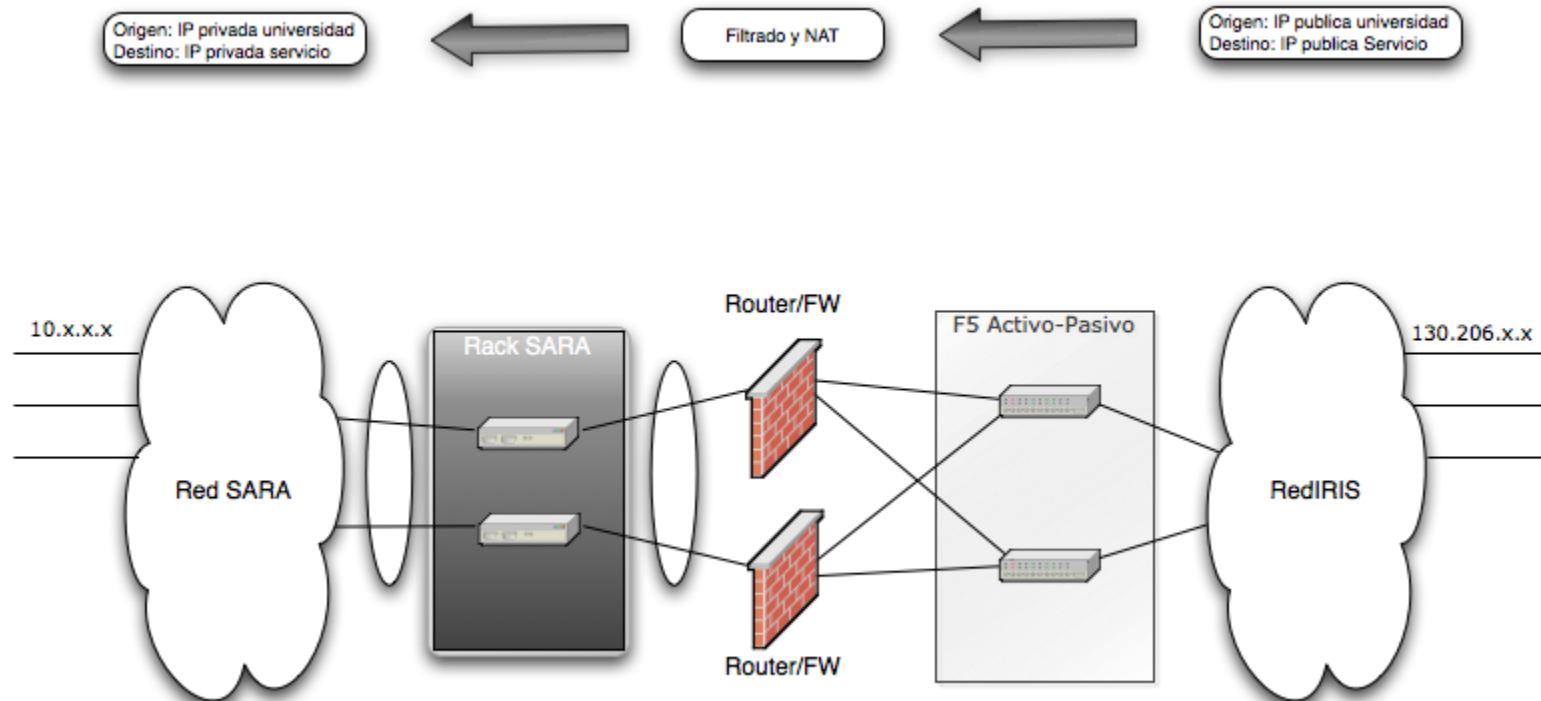 Origen: IP privada universidad
Destino: IP privada servicio
Filtrado y NAT
Origen: IP publica universidad
Destino: IP publica Servicio
10.x.x.x
Red SARA
Rack SARA
Router/FW
Router/FW
F5 Activo-Pasivo
RedIRIS
130.206.x.x